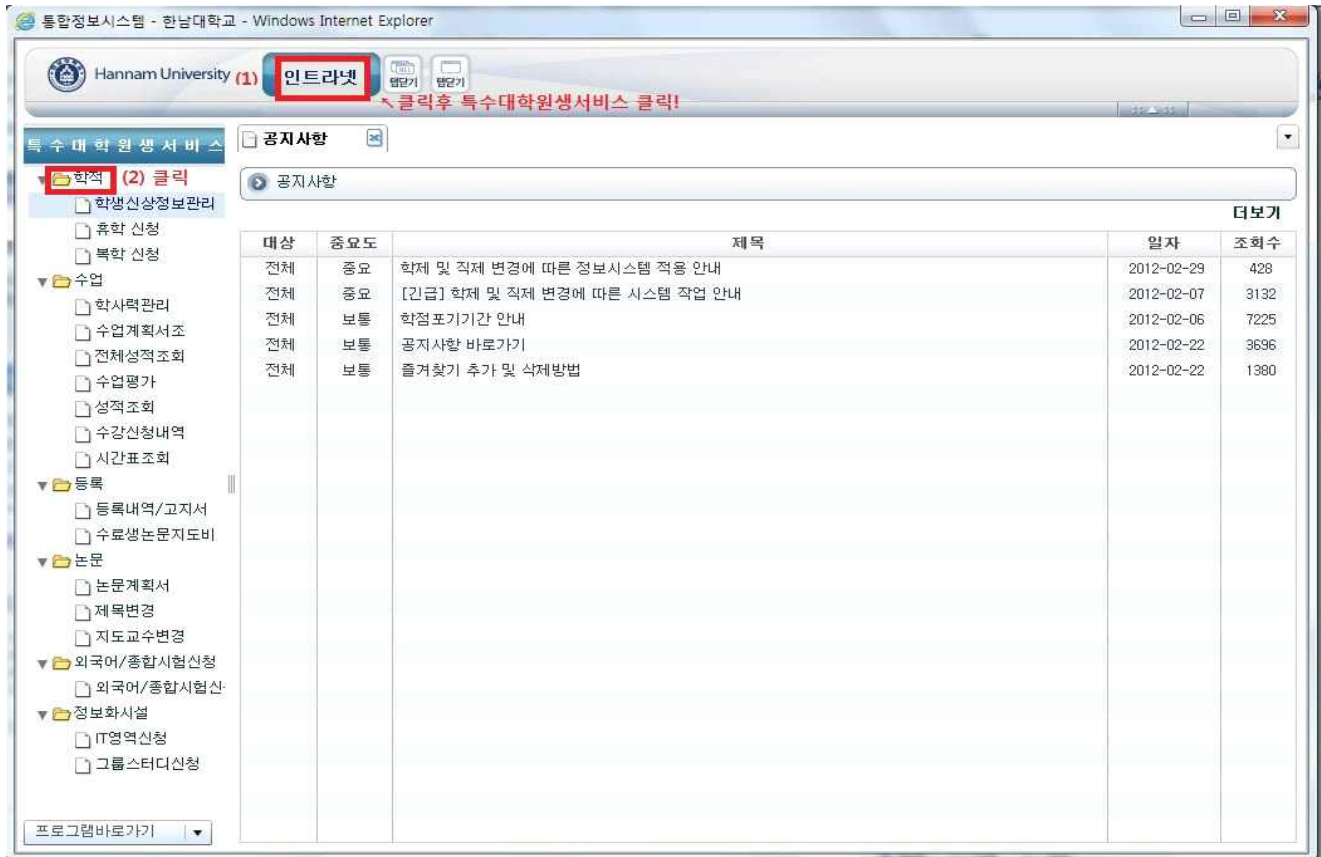 통합정보시스템 - 한남대학교 - Windows Internet Explorer
Hannam University (1) 인트라넷 탭닫기 탭닫기
↖클릭후 특수대학원생서비스 클릭!
특수대학원생서비스
학적 (2) 클릭
학생신상정보관리
휴학 신청
복학 신청
수업
학사력관리
수업계획서조
전체성적조회
수업평가
성적조회
수강신청내역
시간표조회
등록
등록내역/고지서
수료생논문지도비
논문
논문계획서
제목변경
지도교수변경
외국어/종합시험신청
외국어/종합시험신
정보화시설
IT영역신청
그룹스터디신청
프로그램바로가기
공지사항
공지사항
더보기
대상 중요도 제목 일자 조회수
전체 중요 학제 및 직제 변경에 따른 정보시스템 적용 안내 2012-02-29 428
전체 중요 [긴급] 학제 및 직제 변경에 따른 시스템 작업 안내 2012-02-07 3132
전체 보통 학점포기기간 안내 2012-02-06 7225
전체 보통 공지사항 바로가기 2012-02-22 3696
전체 보통 즐겨찾기 추가 및 삭제방법 2012-02-22 1380